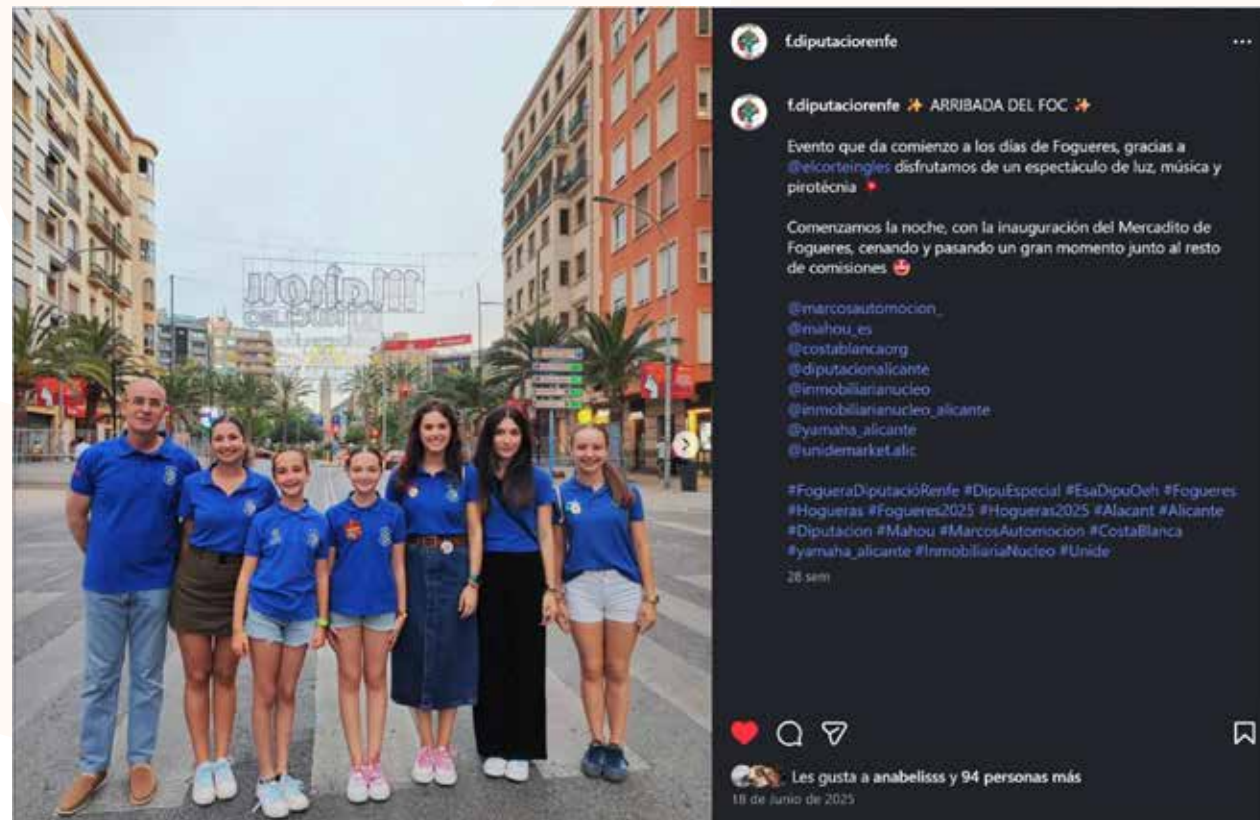 f.diputaciorenfe
f.diputaciorenfe ✨ ARRIBADA DEL FOC ✨
Evento que da comienzo a los días de Fogueres, gracias a
@elcorteingles disfrutamos de un espectáculo de luz, música y
pirotécnia 💥
Comenzamos la noche, con la inauguración del Mercadito de
Fogueres, cenando y pasando un gran momento junto al resto
de comisiones 🤩
@marcosautomocion_
@mahou_es
@costablancaorg
@diputacionalicante
@inmobiliarianucleo
@inmobiliarianucleo_alicante
@yamaha_alicante
@unidemarket.alic
#FogueraDiputacióRenfe #DipuEspecial #EsaDipuOeh #Fogueres
#Hogueras #Fogueres2025 #Hogueras2025 #Alacant #Alicante
#Diputacion #Mahou #MarcosAutomocion #CostaBlanca
#yamaha_alicante #InmobiliariaNucleo #Unide
28 sem
Les gusta a anabelisss y 94 personas más
18 de Junio de 2025